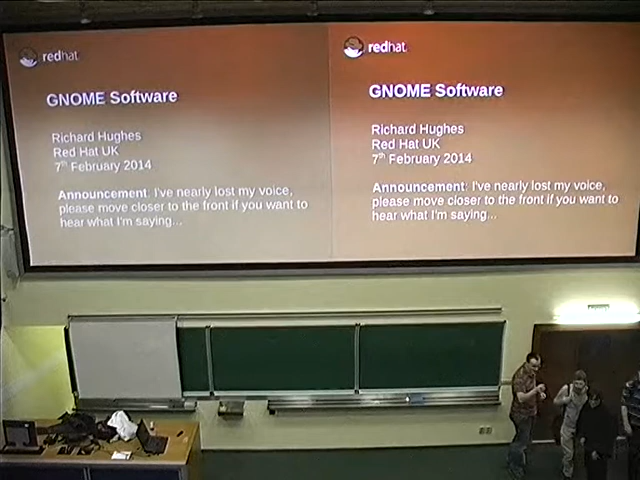 redhat
GNOME Software
Richard Hughes
Red Hat UK
7th February 2014
Announcement: I've nearly lost my voice,
please move closer to the front if you want to
hear what I'm saying...
redhat
GNOME Software
Richard Hughes
Red Hat UK
7th February 2014
Announcement: I've nearly lost my voice,
please move closer to the front if you want to
hear what I'm saying...